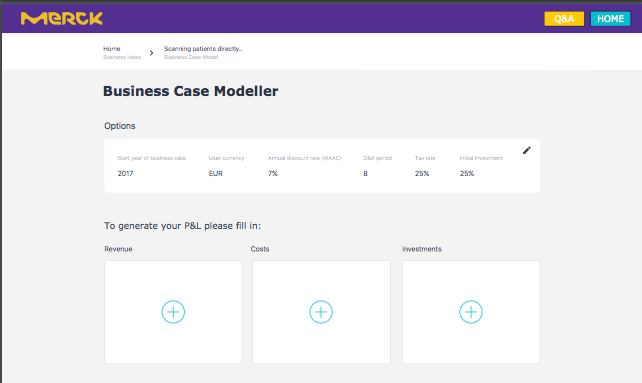 MERCK
Q&A HOME
Home > Scanning patients directly...
Business Ideas Business Case Model
Business Case Modeller
Options
Start year of business case User currency Annual discount rate (WAAC) D&A period Tax rate Initial Investment
2017 EUR 7% 8 25% 25%
To generate your P&L please fill in:
Revenue Costs Investments